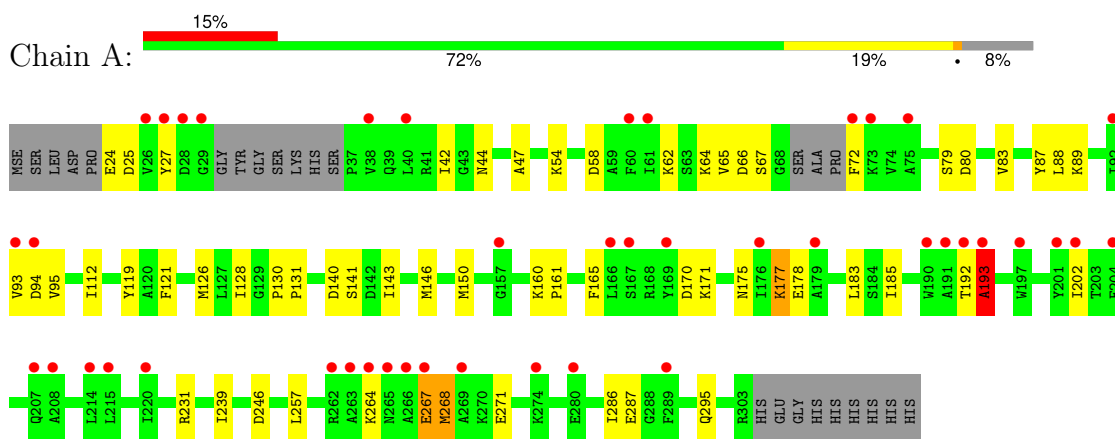 15%
Chain A:
72% 19% • 8%
MSE SER LEU ASP PRO E24 D25 V26 Y27 D28 G29 GLY TYR GLY SER LYS HIS SER P37 V38 Q39 L40 R41 I42 G43 N44 A47 K54 D58 A59 F60 I61 K62 S63 K64 V65 D66 S67 G68 SER ALA PRO F72 K73 V74 A75 S79 D80 V83 Y87 L88 K89 I92
V93 D94 V95 I112 Y119 A120 F121 M126 L127 I128 G129 P130 P131 D140 S141 D142 I143 M146 M150 G157 K160 P161 F165 L166 S167 R168 Y169 D170 K171 N175 I176 K177 E178 A179 L183 S184 I185 W190 A191 T192 A193 W197 Y201 I202 T203 E204
Q207 A208 L214 L215 I220 R231 I239 D246 L257 R262 A263 K264 N265 A266 E267 M268 A269 K270 E271 K274 E280 I286 E287 G288 F289 Q295 R303 HIS GLU GLY HIS HIS HIS HIS HIS HIS